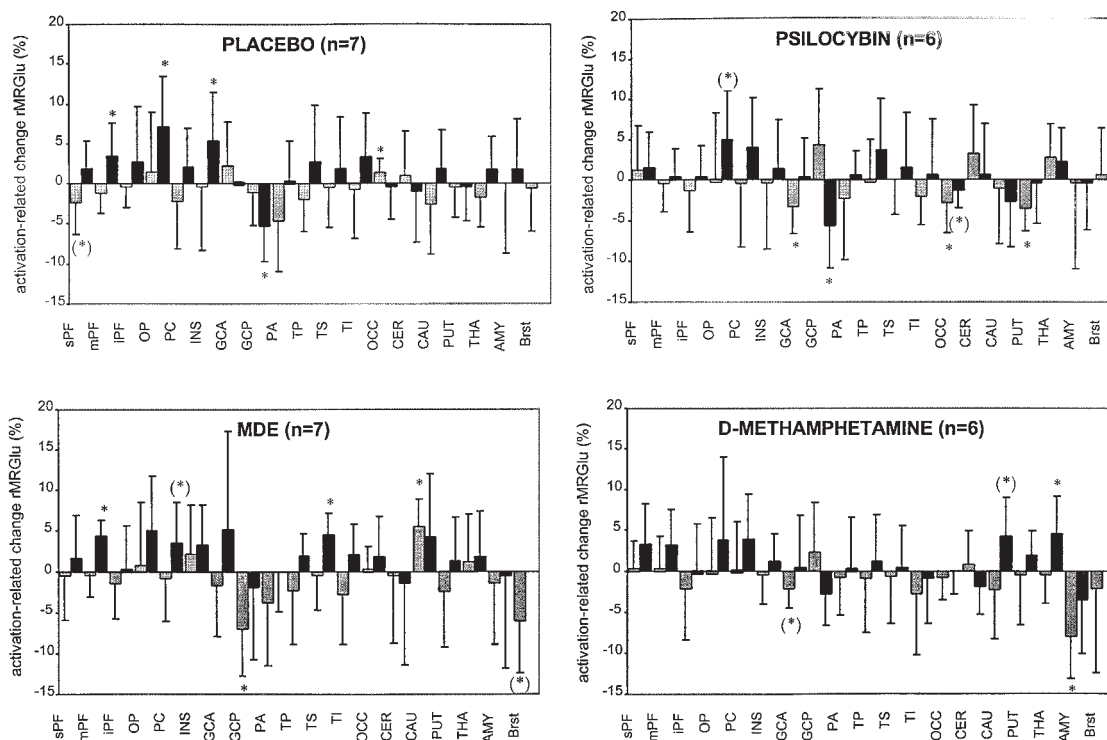 PLACEBO (n=7)
activation-related change rMRGlu (%)
20
15
10
5
0
-5
-10
-15
*
*
*
*
(*)
*
sPF
mPF
iPF
OP
PC
INS
GCA
GCP
PA
TP
TS
TI
OCC
CER
CAU
PUT
THA
AMY
Brst
PSILOCYBIN (n=6)
activation-related change rMRGlu (%)
20
15
10
5
0
-5
-10
-15
(*)
*
*
*
(*)
*
sPF
mPF
iPF
OP
PC
INS
GCA
GCP
PA
TP
TS
TI
OCC
CER
CAU
PUT
THA
AMY
Brst
MDE (n=7)
activation-related change rMRGlu (%)
20
15
10
5
0
-5
-10
-15
*
(*)
*
*
*
(*)
sPF
mPF
iPF
OP
PC
INS
GCA
GCP
PA
TP
TS
TI
OCC
CER
CAU
PUT
THA
AMY
Brst
D-METHAMPHETAMINE (n=6)
activation-related change rMRGlu (%)
20
15
10
5
0
-5
-10
-15
(*)
(*)
*
*
sPF
mPF
iPF
OP
PC
INS
GCA
GCP
PA
TP
TS
TI
OCC
CER
CAU
PUT
THA
AMY
Brst